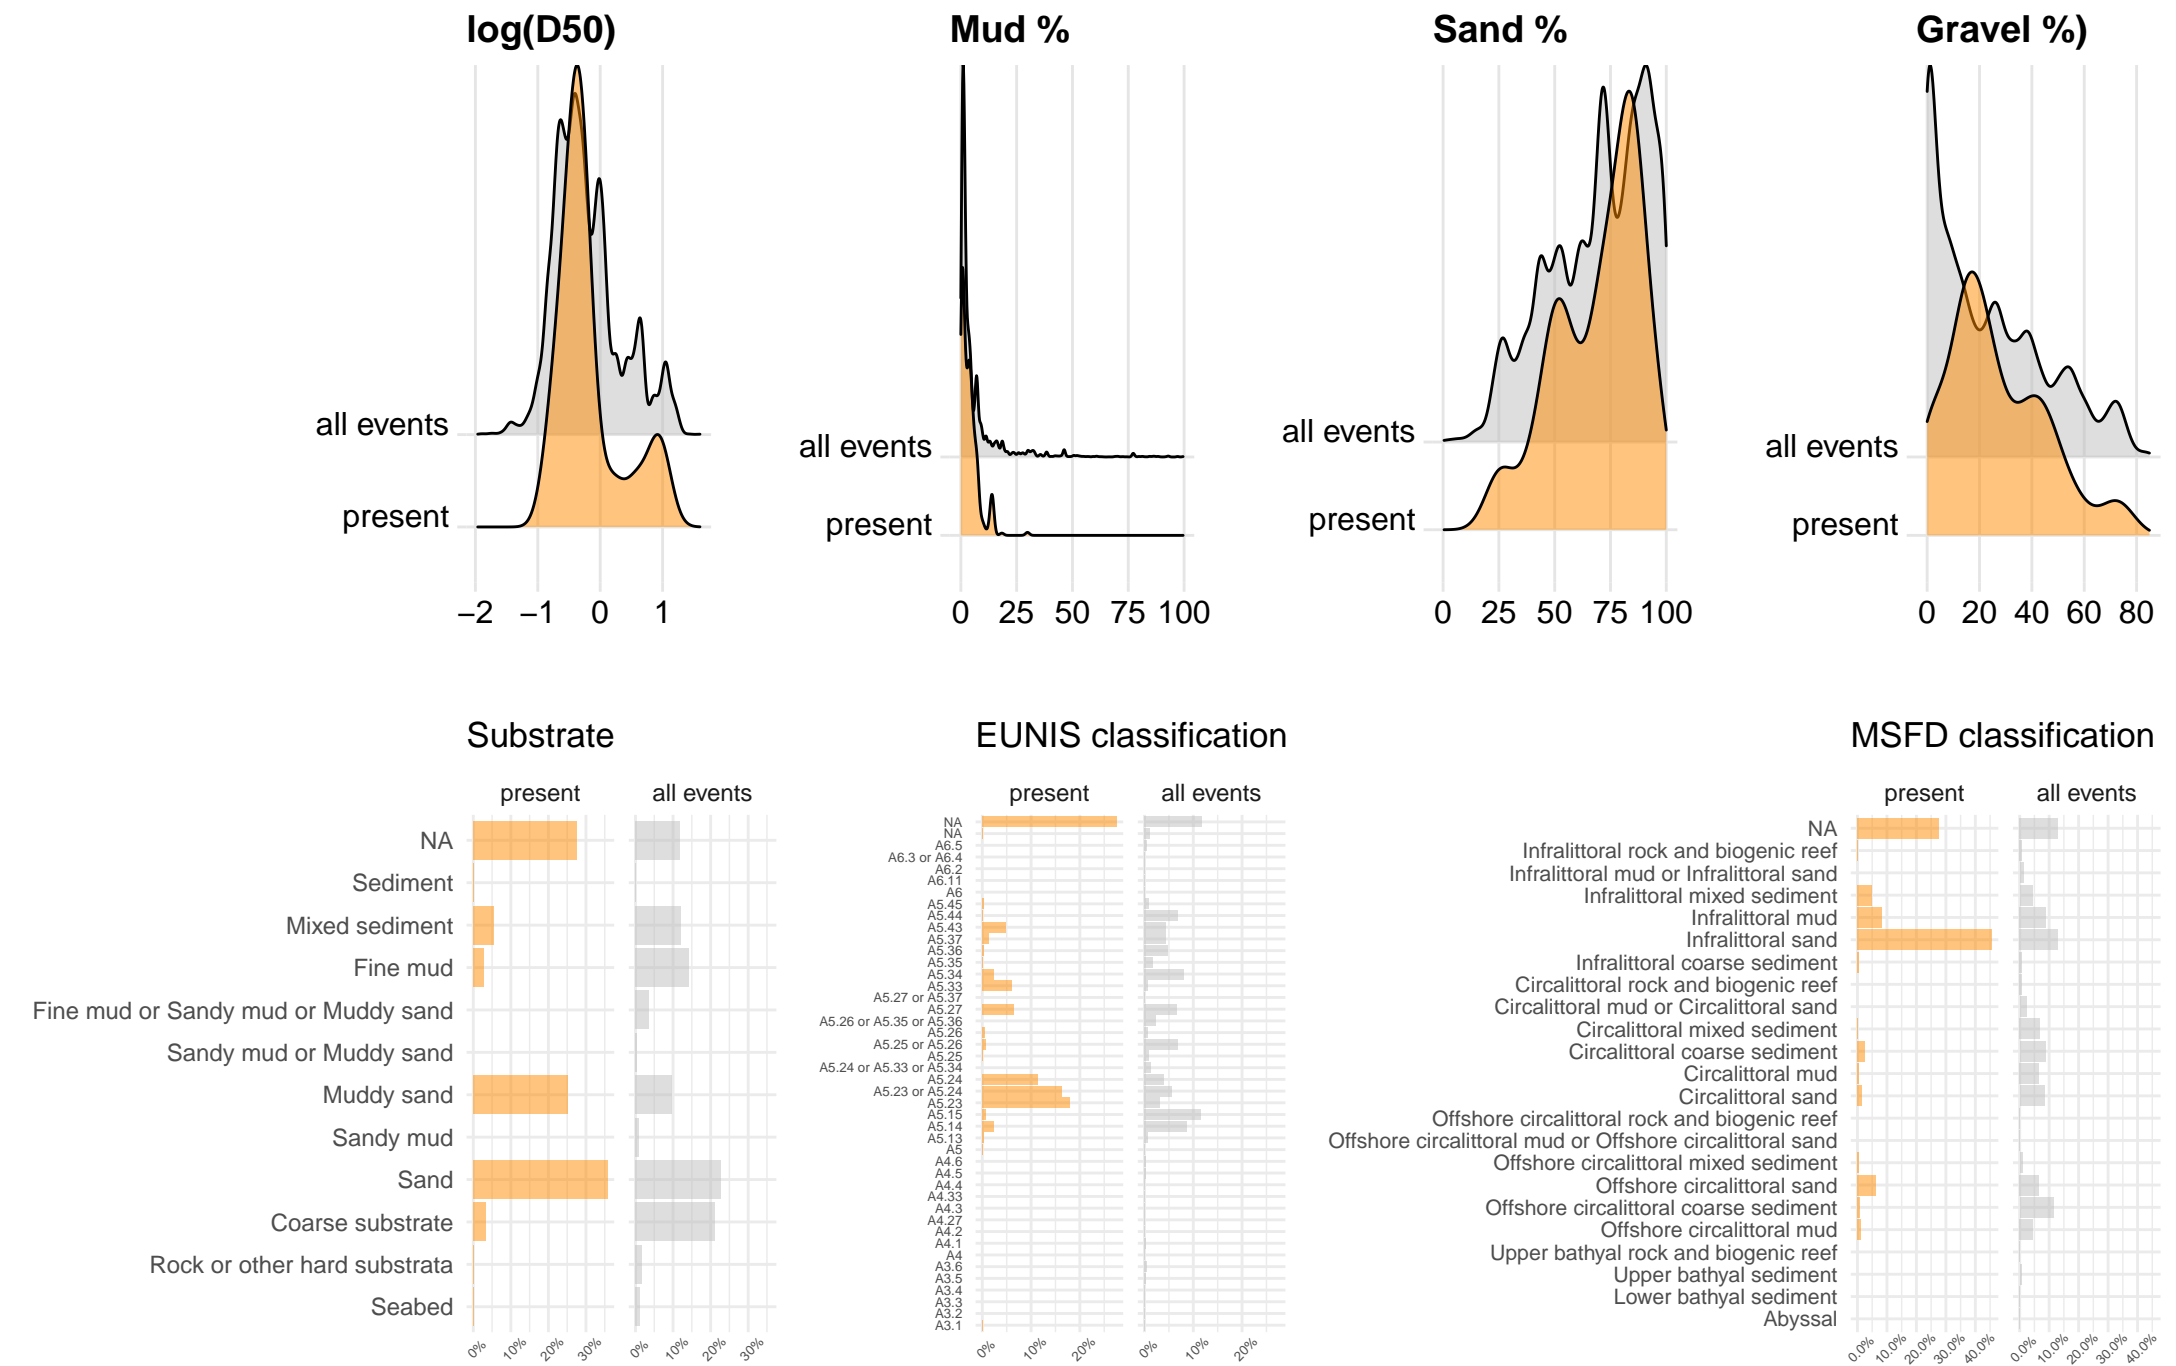 log(D50)
Mud %
Sand %
Gravel %)
all events
present
−2 −1 0 1
all events
present
0 25 50 75 100
all events
present
0 25 50 75 100
all events
present
0 20 40 60 80
Substrate
present all events
NA
Sediment
Mixed sediment
Fine mud
Fine mud or Sandy mud or Muddy sand
Sandy mud or Muddy sand
Muddy sand
Sandy mud
Sand
Coarse substrate
Rock or other hard substrata
Seabed
0% 10% 20% 30% 0% 10% 20% 30%
EUNIS classification
present all events
NA
NA
A6.5
A6.3 or A6.4
A6.2
A6.11
A6
A5.45
A5.44
A5.43
A5.37
A5.36
A5.35
A5.34
A5.33
A5.27 or A5.37
A5.27
A5.26 or A5.35 or A5.36
A5.26
A5.25 or A5.26
A5.25
A5.24 or A5.33 or A5.34
A5.24
A5.23 or A5.24
A5.23
A5.15
A5.14
A5.13
A5
A4.6
A4.5
A4.4
A4.33
A4.3
A4.27
A4.2
A4.1
A4
A3.6
A3.5
A3.4
A3.3
A3.2
A3.1
0% 10% 20% 0% 10% 20%
MSFD classification
present all events
NA
Infralittoral rock and biogenic reef
Infralittoral mud or Infralittoral sand
Infralittoral mixed sediment
Infralittoral mud
Infralittoral sand
Infralittoral coarse sediment
Circalittoral rock and biogenic reef
Circalittoral mud or Circalittoral sand
Circalittoral mixed sediment
Circalittoral coarse sediment
Circalittoral mud
Circalittoral sand
Offshore circalittoral rock and biogenic reef
Offshore circalittoral mud or Offshore circalittoral sand
Offshore circalittoral mixed sediment
Offshore circalittoral sand
Offshore circalittoral coarse sediment
Offshore circalittoral mud
Upper bathyal rock and biogenic reef
Upper bathyal sediment
Lower bathyal sediment
Abyssal
0.0% 10.0% 20.0% 30.0% 40.0% 0.0% 10.0% 20.0% 30.0% 40.0%